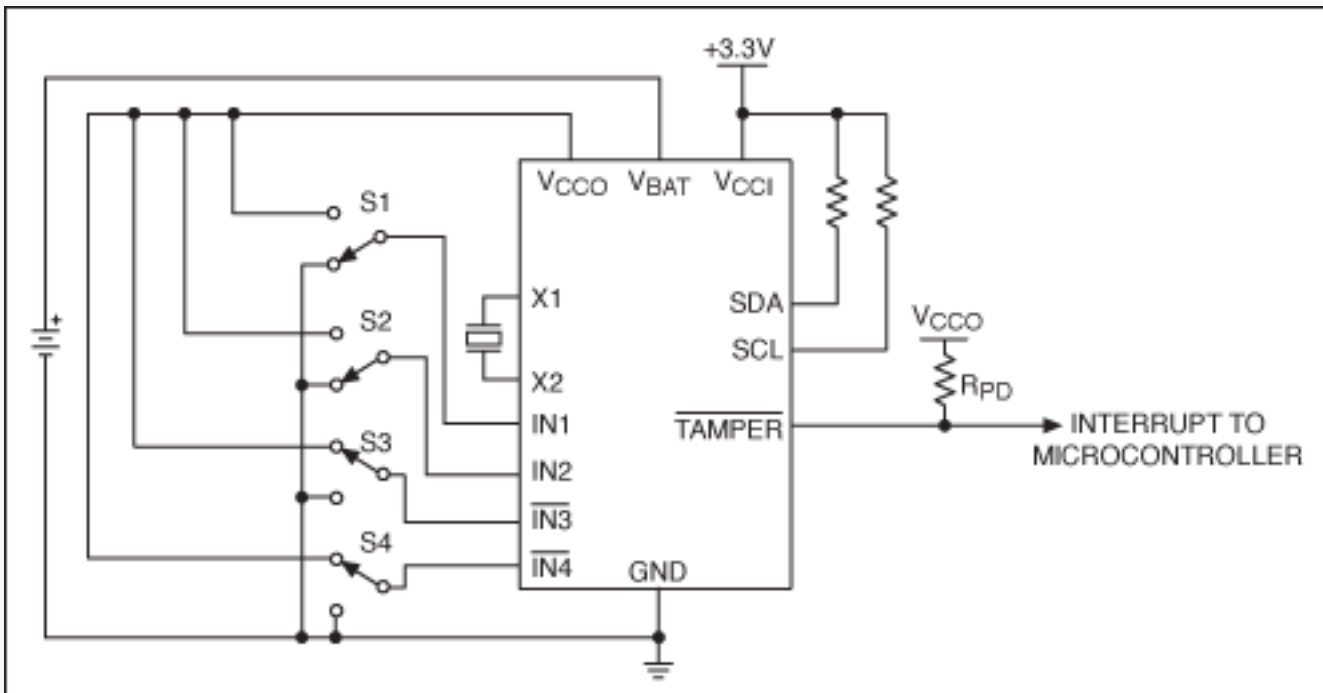 +3.3V
VCCO VBAT VCCI
S1
X1
SDA
S2
VCCO
SCL
X2
RPD
IN1
TAMPER
INTERRUPT TO
MICROCONTROLLER
S3
IN2
IN3
S4
IN4
GND
+